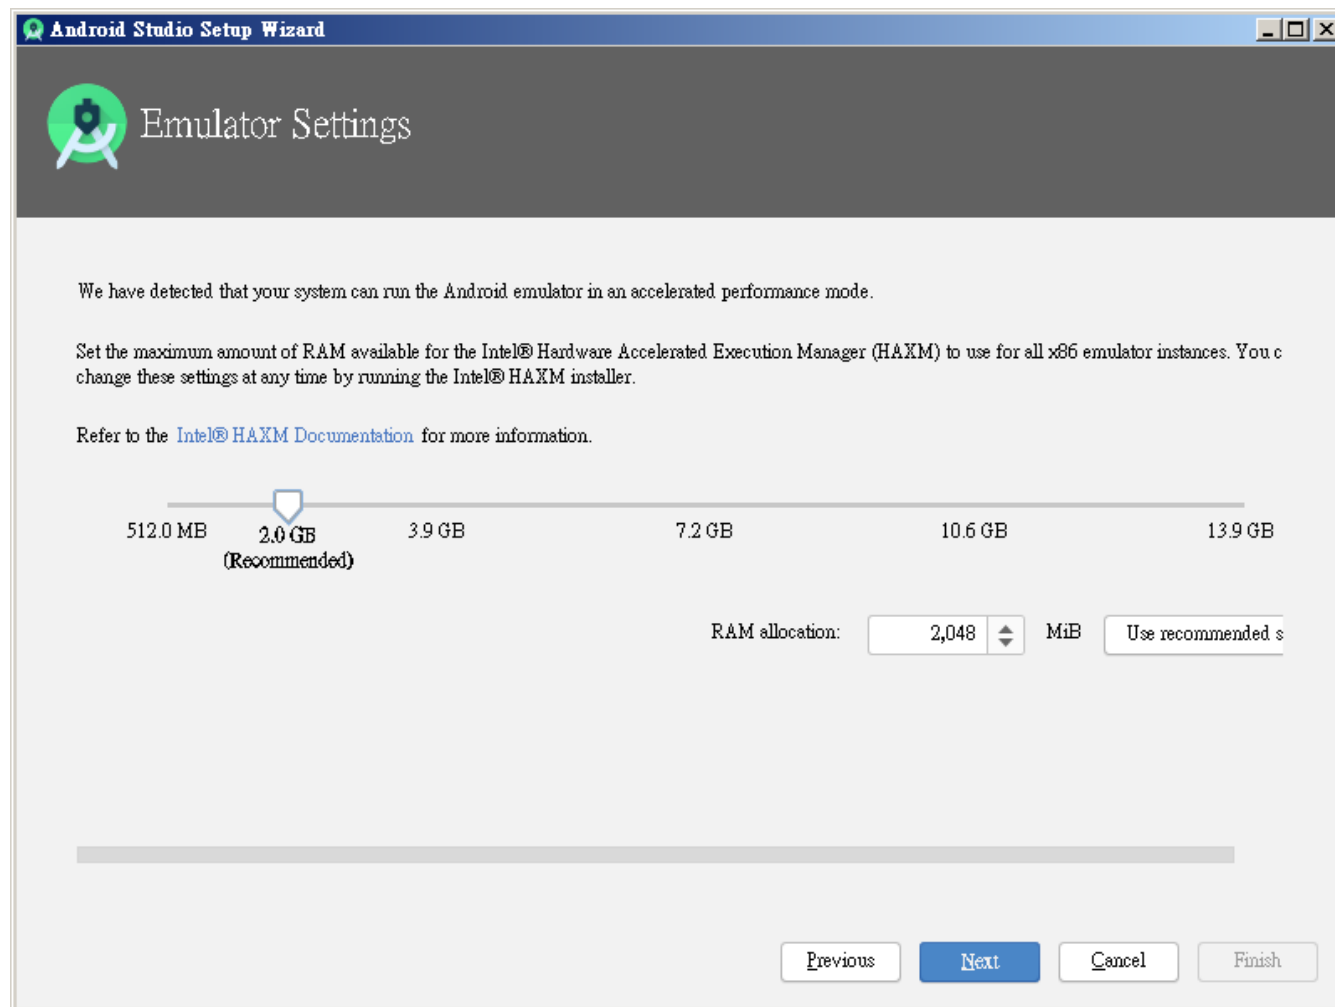 Android Studio Setup Wizard
Emulator Settings
We have detected that your system can run the Android emulator in an accelerated performance mode.
Set the maximum amount of RAM available for the Intel® Hardware Accelerated Execution Manager (HAXM) to use for all x86 emulator instances. You c
change these settings at any time by running the Intel® HAXM installer.
Refer to the Intel® HAXM Documentation for more information.
512.0 MB 2.0 GB 3.9 GB 7.2 GB 10.6 GB 13.9 GB
(Recommended)
RAM allocation: 2,048 MiB Use recommended s
Previous Next Cancel Finish